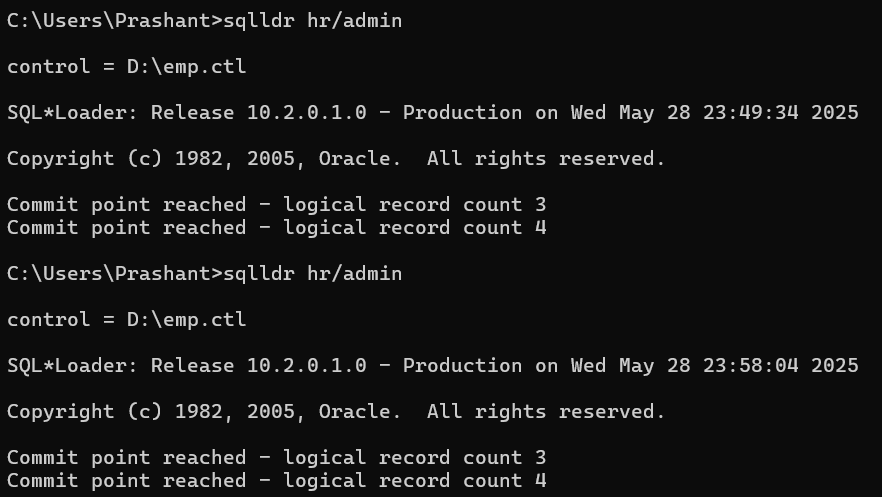 C:\Users\Prashant>sqlldr hr/admin
control = D:\emp.ctl
SQL*Loader: Release 10.2.0.1.0 - Production on Wed May 28 23:49:34 2025
Copyright (c) 1982, 2005, Oracle.  All rights reserved.
Commit point reached - logical record count 3
Commit point reached - logical record count 4
C:\Users\Prashant>sqlldr hr/admin
control = D:\emp.ctl
SQL*Loader: Release 10.2.0.1.0 - Production on Wed May 28 23:58:04 2025
Copyright (c) 1982, 2005, Oracle.  All rights reserved.
Commit point reached - logical record count 3
Commit point reached - logical record count 4